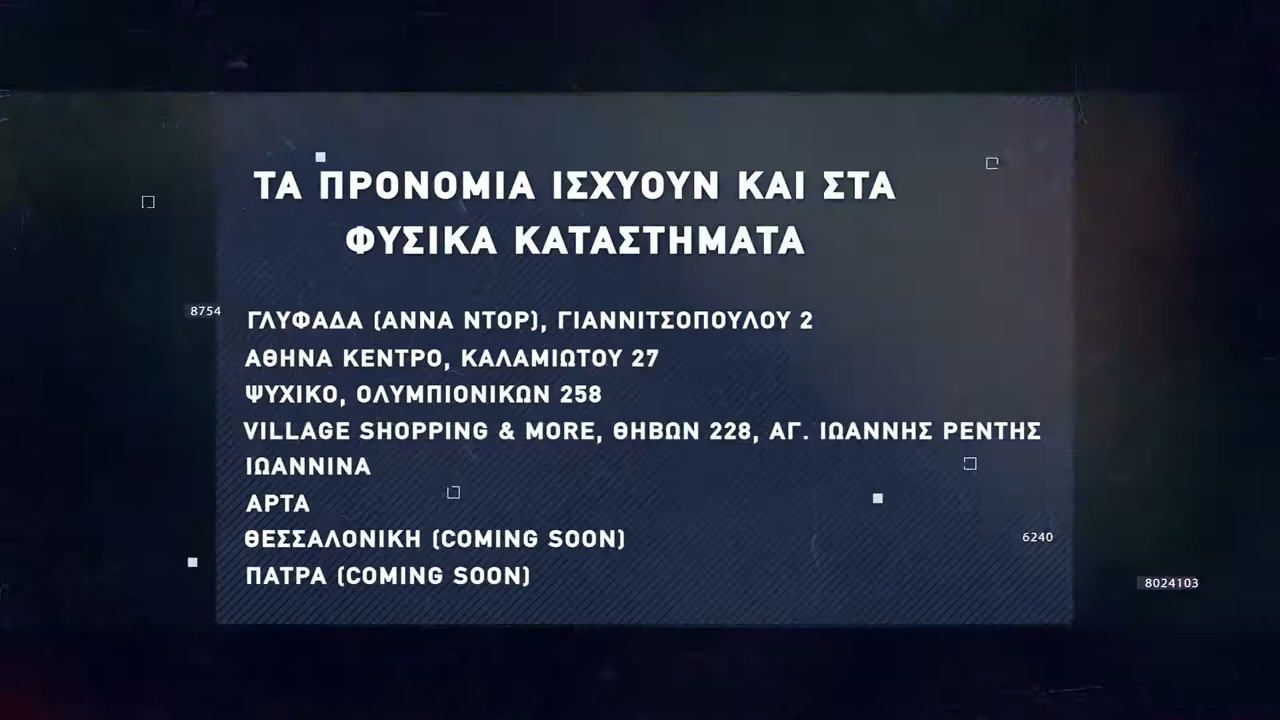 ΤΑ ΠΡΟΝΟΜΙΑ ΙΣΧΥΟΥΝ ΚΑΙ ΣΤΑ
ΦΥΣΙΚΑ ΚΑΤΑΣΤΗΜΑΤΑ
8754
ΓΛΥΦΑΔΑ (ΑΝΝΑ ΝΤΟΡ), ΓΙΑΝΝΙΤΣΟΠΟΥΛΟΥ 2
ΑΘΗΝΑ ΚΕΝΤΡΟ, ΚΑΛΑΜΙΩΤΟΥ 27
ΨΥΧΙΚΟ, ΟΛΥΜΠΙΟΝΙΚΩΝ 258
VILLAGE SHOPPING & MORE, ΘΗΒΩΝ 228, ΑΓ. ΙΩΑΝΝΗΣ ΡΕΝΤΗΣ
ΙΩΑΝΝΙΝΑ
ΑΡΤΑ
ΘΕΣΣΑΛΟΝΙΚΗ (COMING SOON)
6240
ΠΑΤΡΑ (COMING SOON)
8024103